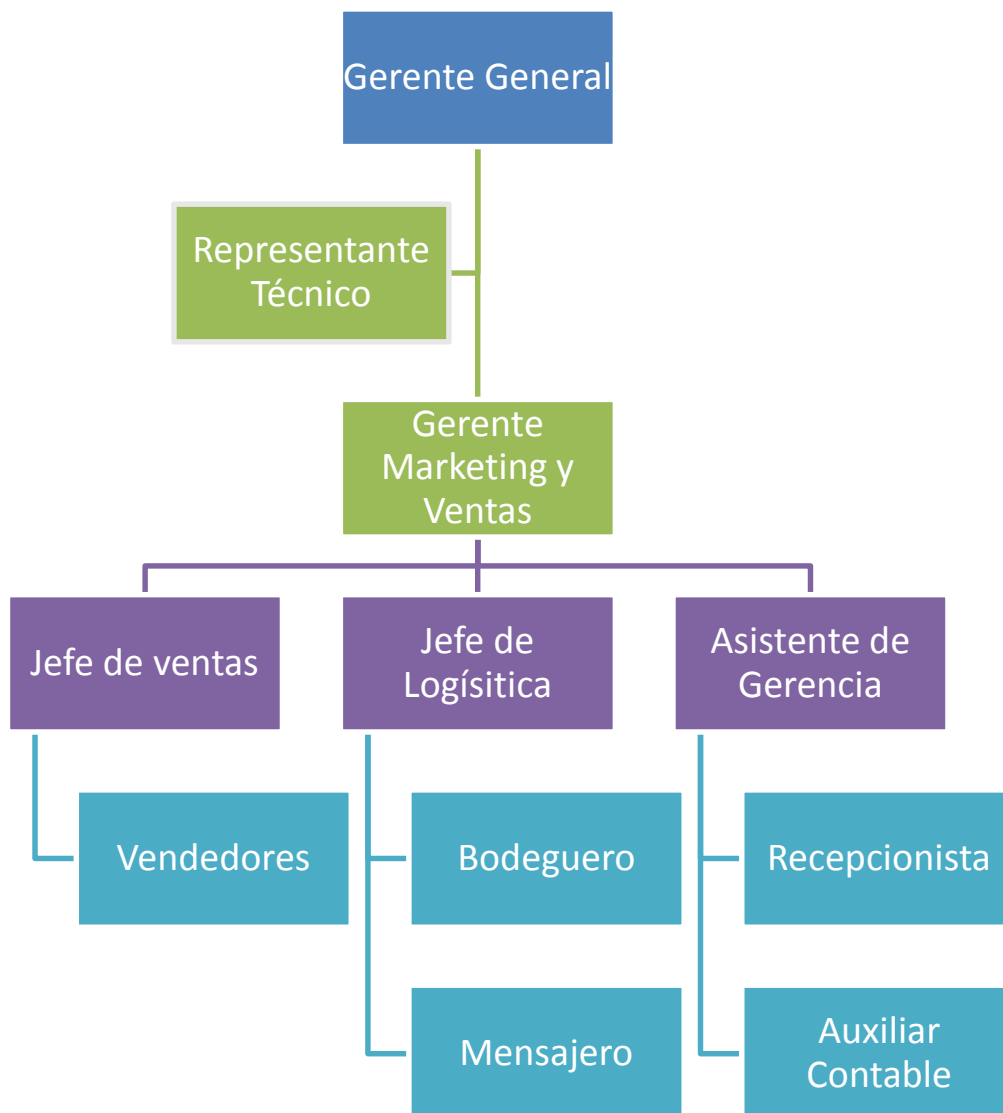 Gerente General
Representante
Técnico
Gerente
Marketing y
Ventas
Jefe de ventas
Jefe de
Logísitica
Asistente de
Gerencia
Vendedores
Bodeguero
Recepcionista
Mensajero
Auxiliar
Contable